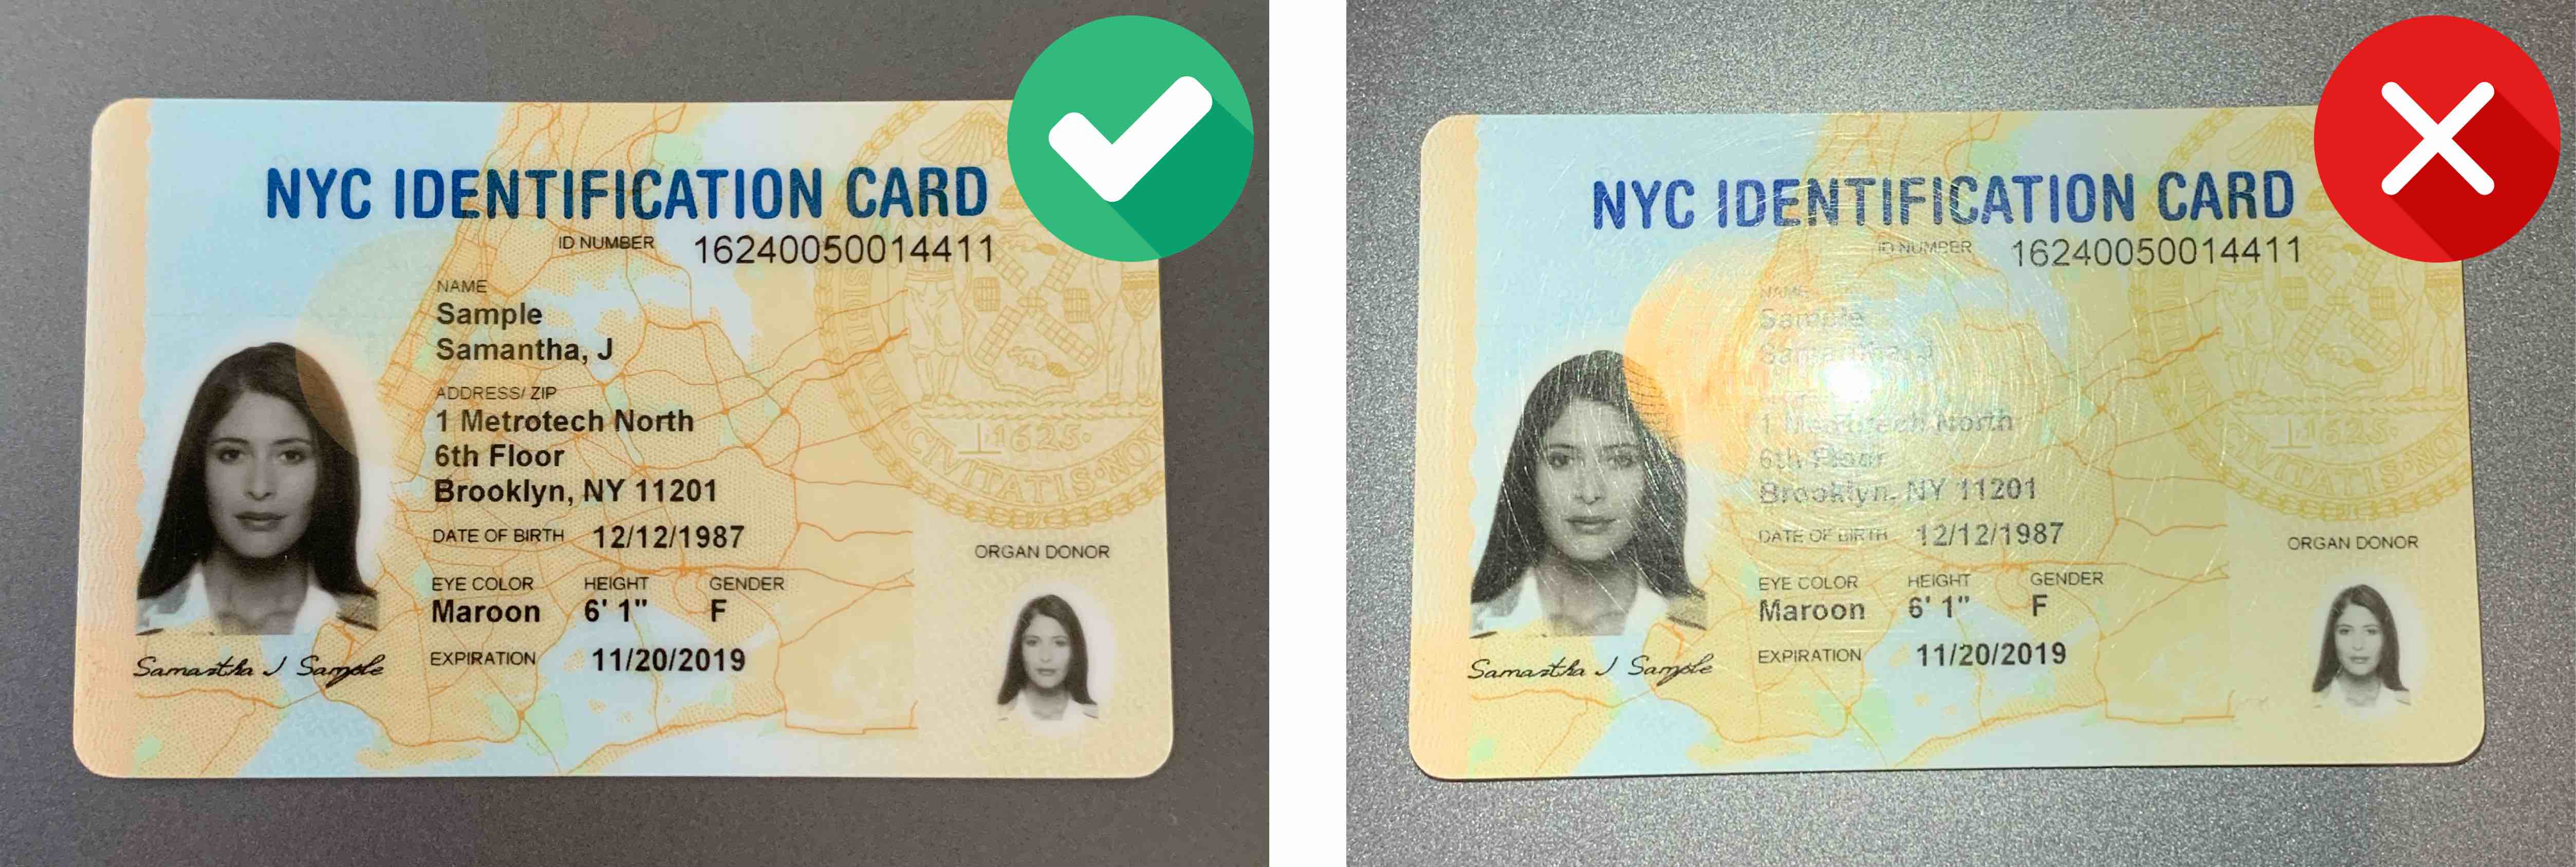 NYC IDENTIFICATION CARD
ID NUMBER 16240050014411
NAME
Sample
Samantha, J
ADDRESS/ ZIP
1 Metrotech North
6th Floor
Brooklyn, NY 11201
DATE OF BIRTH 12/12/1987
EYE COLOR HEIGHT GENDER
Maroon 6' 1" F
EXPIRATION 11/20/2019
Samantha J Sample
1625
CIVITATIS
ORGAN DONOR
NYC IDENTIFICATION CARD
ID NUMBER 16240050014411
NAME
Sample
Samantha, J
1 Metrotech North
6th Floor
Brooklyn, NY 11201
DATE OF BIRTH 12/12/1987
EYE COLOR HEIGHT GENDER
Maroon 6' 1" F
EXPIRATION 11/20/2019
Samantha J Sample
1625
CIVITATIS
ORGAN DONOR